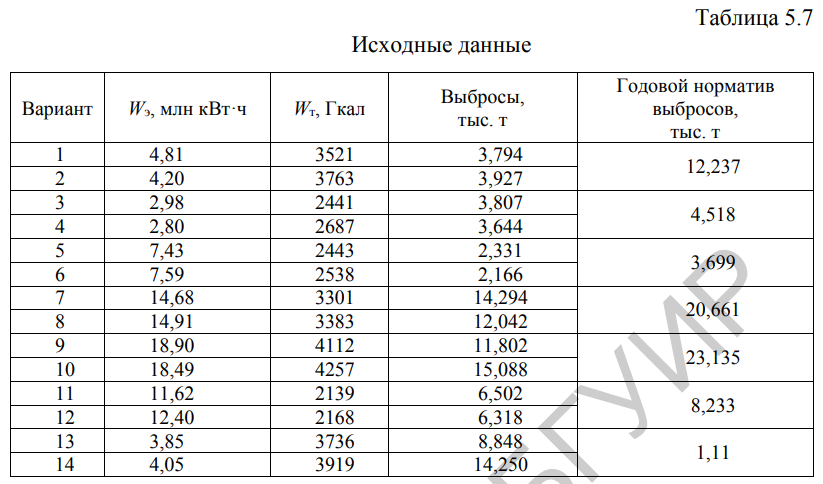 Таблица 5.7
Исходные данные
Вариант Wэ, млн кВт·ч Wт, Гкал Выбросы, тыс. т Годовой норматив выбросов, тыс. т
1 4,81 3521 3,794 12,237
2 4,20 3763 3,927
3 2,98 2441 3,807 4,518
4 2,80 2687 3,644
5 7,43 2443 2,331 3,699
6 7,59 2538 2,166
7 14,68 3301 14,294 20,661
8 14,91 3383 12,042
9 18,90 4112 11,802 23,135
10 18,49 4257 15,088
11 11,62 2139 6,502 8,233
12 12,40 2168 6,318
13 3,85 3736 8,848 1,11
14 4,05 3919 14,250
БГУИР